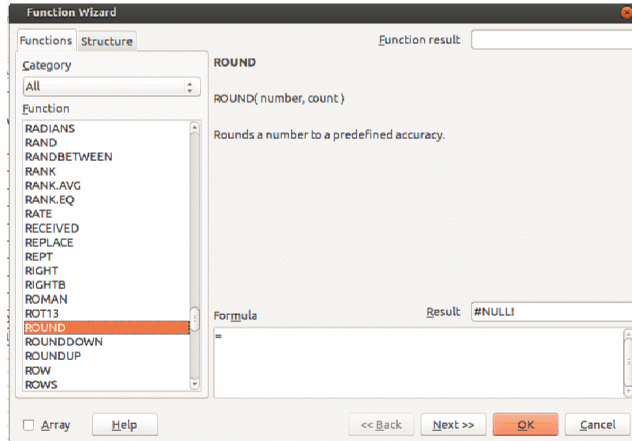 Function Wizard
Functions Structure
Function result
Category
All
Function
RADIANS
RAND
RANDBETWEEN
RANK
RANK.AVG
RANK.EQ
RATE
RECEIVED
REPLACE
REPT
RIGHT
RIGHTB
ROMAN
ROT13
ROUND
ROUNDDOWN
ROUNDUP
ROW
ROWS
ROUND
ROUND( number, count )
Rounds a number to a predefined accuracy.
Formula
Result #NULL!
=
Array Help << Back Next >> OK Cancel